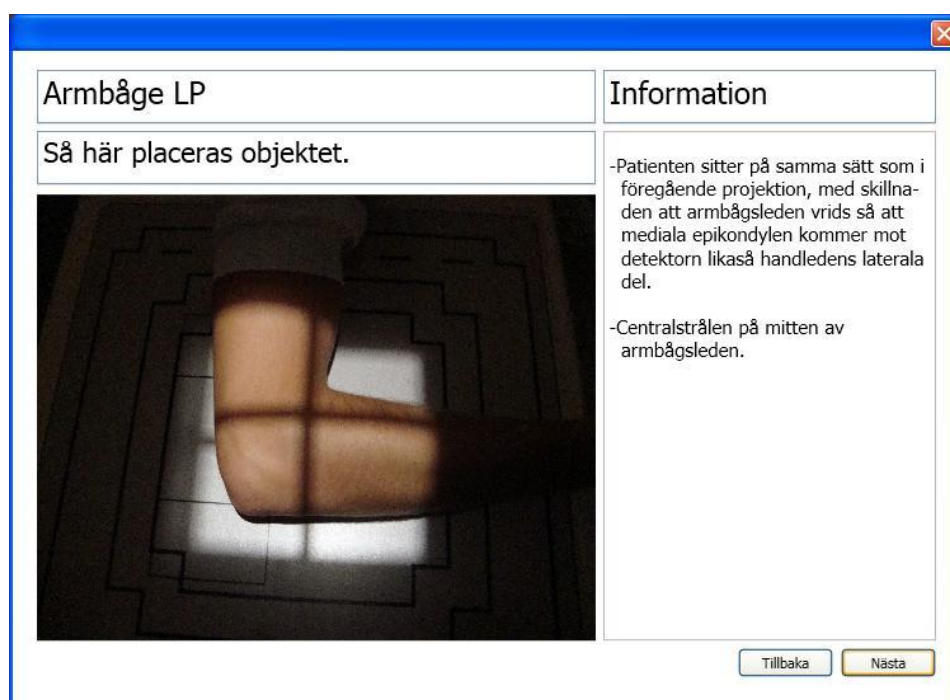 Armbåge LP
Information
Så här placeras objektet.
-Patienten sitter på samma sätt som i
föregående projektion, med skillna-
den att armbågsleden vrids så att
mediala epikondylen kommer mot
detektorn likaså handledens laterala
del.
-Centralstrålen på mitten av
armbågsleden.
Tillbaka
Nästa